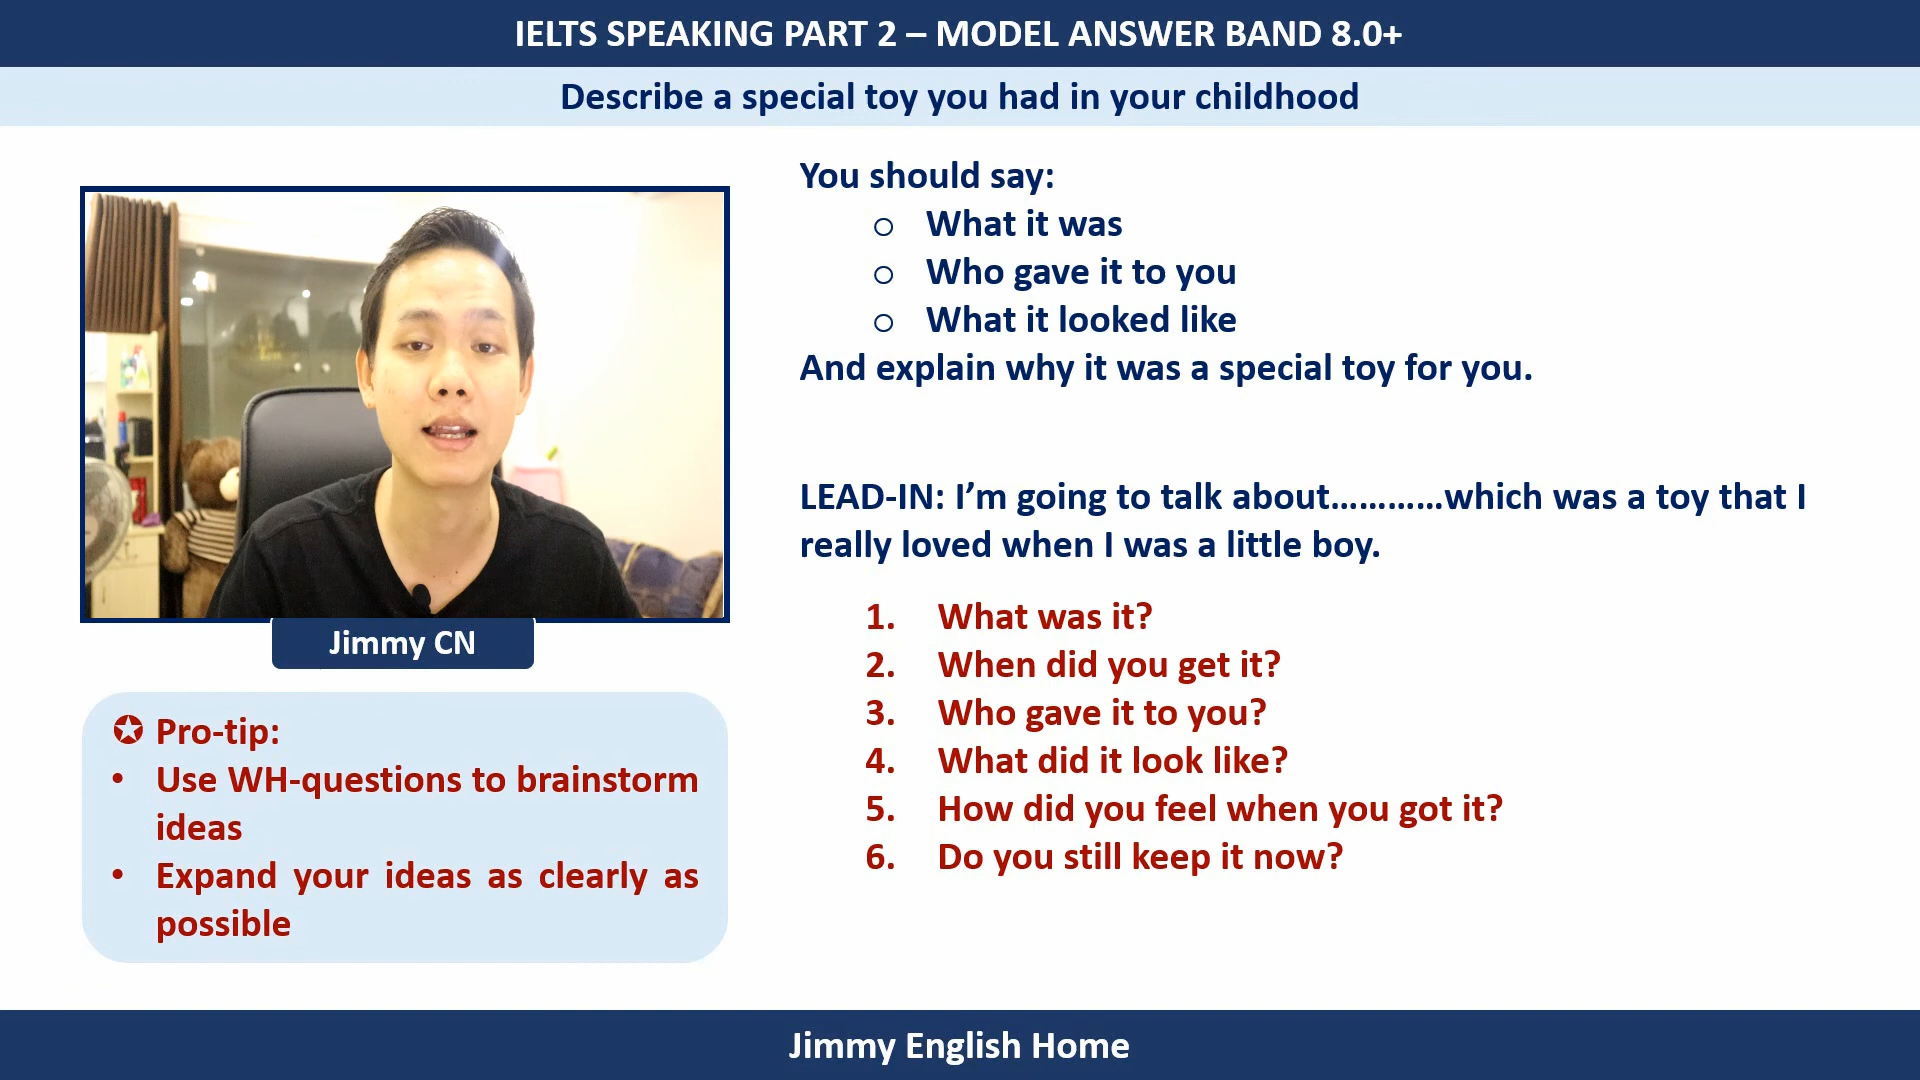 IELTS SPEAKING PART 2 – MODEL ANSWER BAND 8.0+
Describe a special toy you had in your childhood
You should say:
o What it was
o Who gave it to you
o What it looked like
And explain why it was a special toy for you.
LEAD-IN: I’m going to talk about…………which was a toy that I
really loved when I was a little boy.
1. What was it?
2. When did you get it?
3. Who gave it to you?
4. What did it look like?
5. How did you feel when you got it?
6. Do you still keep it now?
Jimmy CN
✪ Pro-tip:
• Use WH-questions to brainstorm
ideas
• Expand your ideas as clearly as
possible
Jimmy English Home